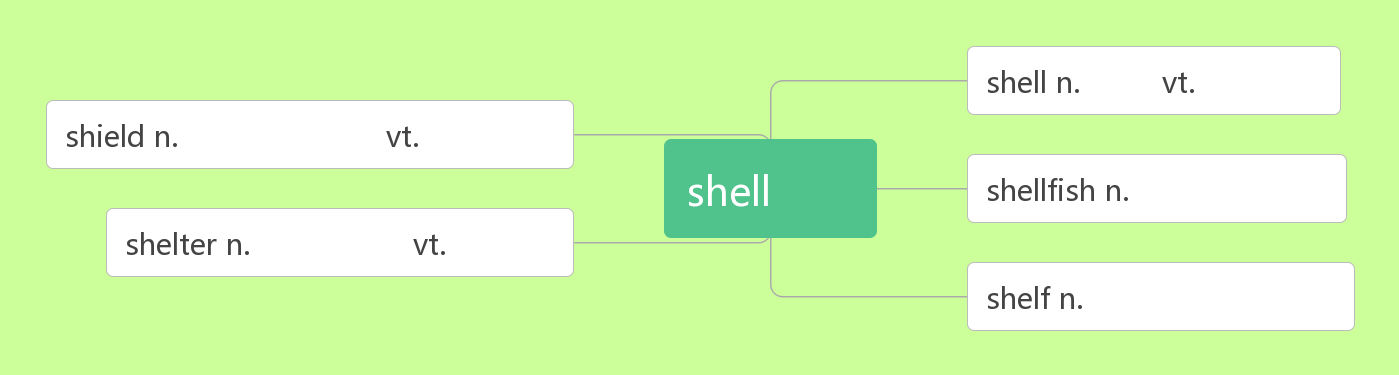 shield n. vt.
shelter n. vt.
shell
shell n. vt.
shellfish n.
shelf n.